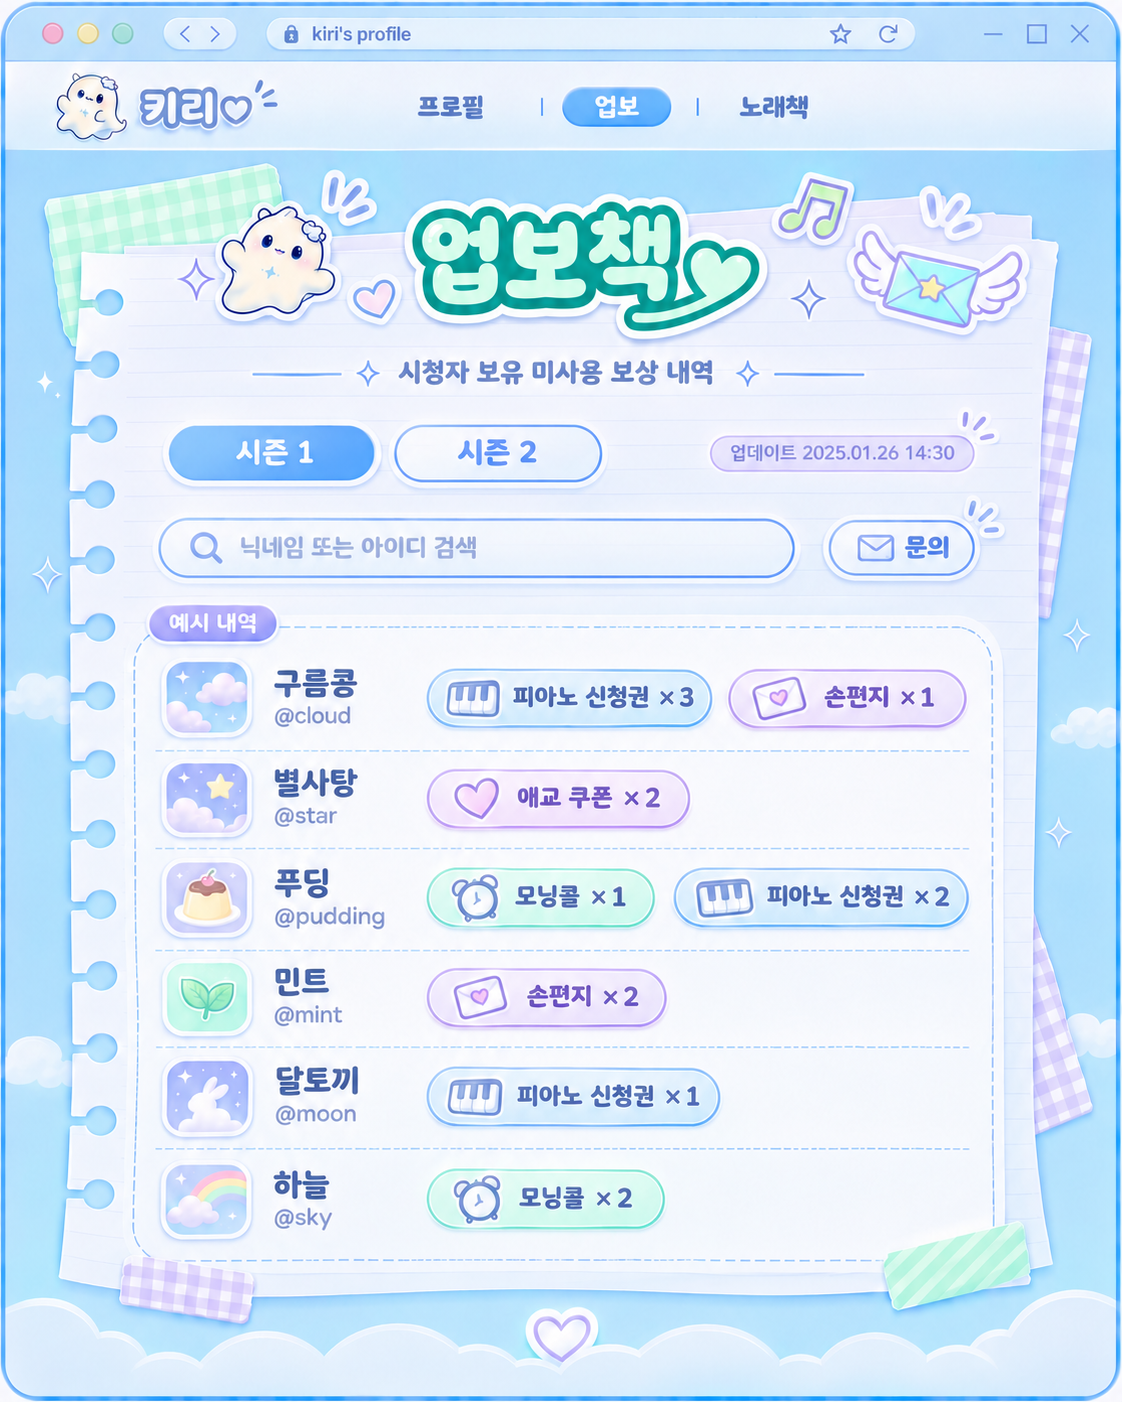 kiri's profile
키리
프로필 | 업보 | 노래책
업보책
시청자 보유 미사용 보상 내역
시즌 1
시즌 2
업데이트 2025.01.26 14:30
닉네임 또는 아이디 검색
문의
예시 내역
구름콩
@cloud
피아노 신청권 ×3
손편지 ×1
별사탕
@star
애교 쿠폰 ×2
푸딩
@pudding
모닝콜 ×1
피아노 신청권 ×2
민트
@mint
손편지 ×2
달토끼
@moon
피아노 신청권 ×1
하늘
@sky
모닝콜 ×2